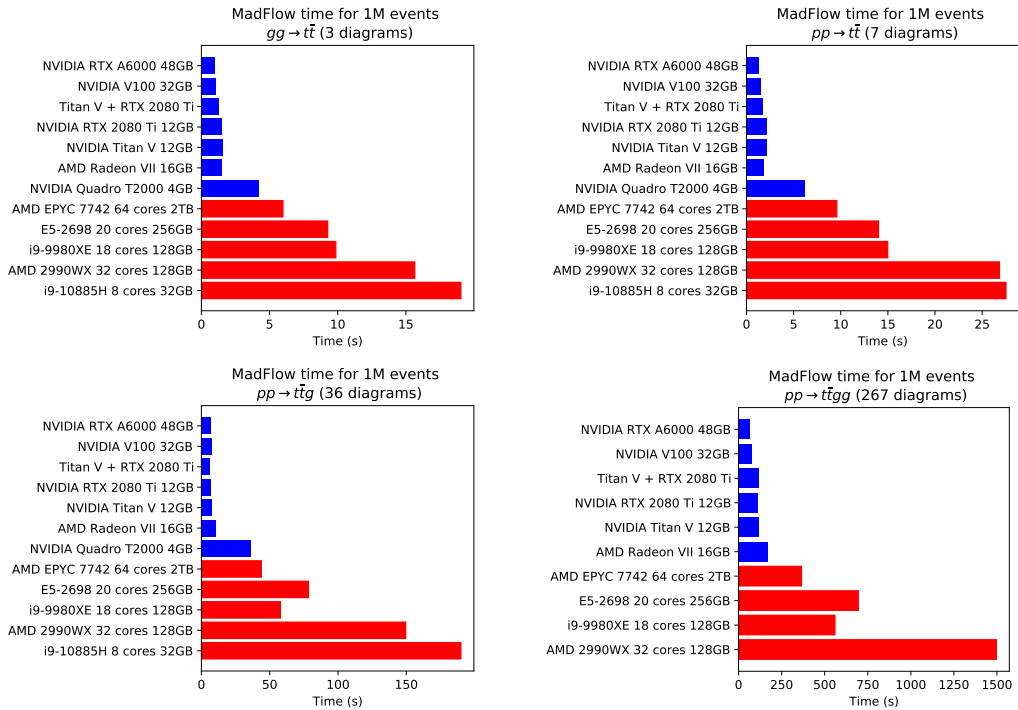 MadFlow time for 1M events
gg → tt̄ (3 diagrams)
NVIDIA RTX A6000 48GB
NVIDIA V100 32GB
Titan V + RTX 2080 Ti
NVIDIA RTX 2080 Ti 12GB
NVIDIA Titan V 12GB
AMD Radeon VII 16GB
NVIDIA Quadro T2000 4GB
AMD EPYC 7742 64 cores 2TB
E5-2698 20 cores 256GB
i9-9980XE 18 cores 128GB
AMD 2990WX 32 cores 128GB
i9-10885H 8 cores 32GB
0 5 10 15
Time (s)
MadFlow time for 1M events
pp → tt̄ (7 diagrams)
NVIDIA RTX A6000 48GB
NVIDIA V100 32GB
Titan V + RTX 2080 Ti
NVIDIA RTX 2080 Ti 12GB
NVIDIA Titan V 12GB
AMD Radeon VII 16GB
NVIDIA Quadro T2000 4GB
AMD EPYC 7742 64 cores 2TB
E5-2698 20 cores 256GB
i9-9980XE 18 cores 128GB
AMD 2990WX 32 cores 128GB
i9-10885H 8 cores 32GB
0 5 10 15 20 25
Time (s)
MadFlow time for 1M events
pp → tt̄g (36 diagrams)
NVIDIA RTX A6000 48GB
NVIDIA V100 32GB
Titan V + RTX 2080 Ti
NVIDIA RTX 2080 Ti 12GB
NVIDIA Titan V 12GB
AMD Radeon VII 16GB
NVIDIA Quadro T2000 4GB
AMD EPYC 7742 64 cores 2TB
E5-2698 20 cores 256GB
i9-9980XE 18 cores 128GB
AMD 2990WX 32 cores 128GB
i9-10885H 8 cores 32GB
0 50 100 150
Time (s)
MadFlow time for 1M events
pp → tt̄gg (267 diagrams)
NVIDIA RTX A6000 48GB
NVIDIA V100 32GB
Titan V + RTX 2080 Ti
NVIDIA RTX 2080 Ti 12GB
NVIDIA Titan V 12GB
AMD Radeon VII 16GB
AMD EPYC 7742 64 cores 2TB
E5-2698 20 cores 256GB
i9-9980XE 18 cores 128GB
AMD 2990WX 32 cores 128GB
0 250 500 750 1000 1250 1500
Time (s)